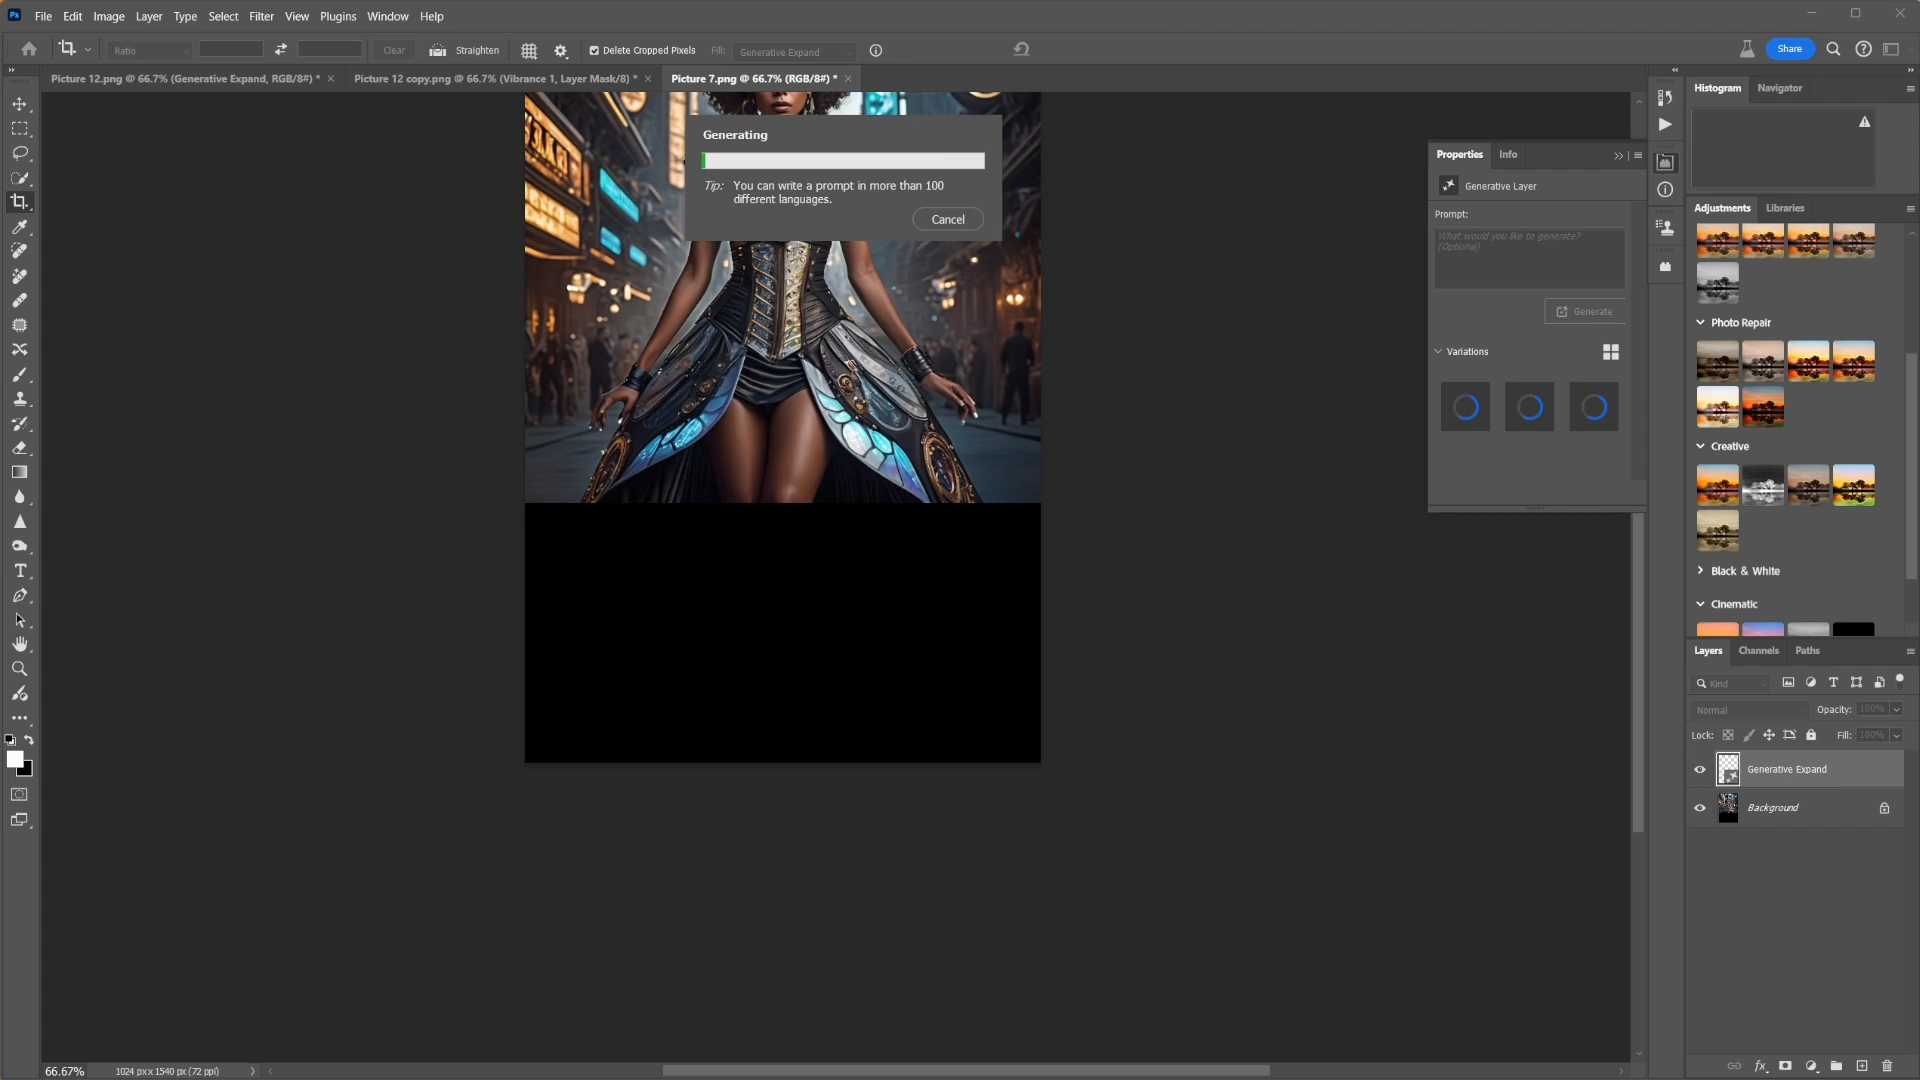 Ps File Edit Image Layer Type Select Filter View Plugins Window Help
Ratio Clear Straighten Delete Cropped Pixels Fill: Generative Expand Share
Picture 12.png @ 66.7% (Generative Expand, RGB/8#) * Picture 12 copy.png @ 66.7% (Vibrance 1, Layer Mask/8) * Picture 7.png @ 66.7% (RGB/8#) *
Histogram Navigator
Generating
Tip: You can write a prompt in more than 100
different languages.
Cancel
Properties Info
Generative Layer
Prompt:
What would you like to generate?
(Optional)
Generate
Variations
Adjustments Libraries
Photo Repair
Creative
Black & White
Cinematic
Layers Channels Paths
Kind
Normal Opacity: 100%
Lock: Fill: 100%
Generative Expand
Background
fx
66.67% 1024 px x 1540 px (72 ppi)